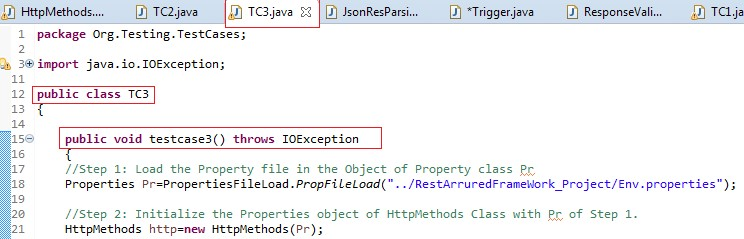 HttpMethods.... TC2.java TC3.java JsonResParsi... *Trigger.java ResponseVali... TC1.ja
1 package Org.Testing.TestCases;
2
3 import java.io.IOException;
11
12 public class TC3
13 {
14
15 public void testcase3() throws IOException
16 {
17 //Step 1: Load the Property file in the Object of Property class Pr
18 Properties Pr=PropertiesFileLoad.PropFileLoad("../RestArruredFrameWork_Project/Env.properties");
19
20 //Step 2: Initialize the Properties object of HttpMethods Class with Pr of Step 1.
21 HttpMethods http=new HttpMethods(Pr);